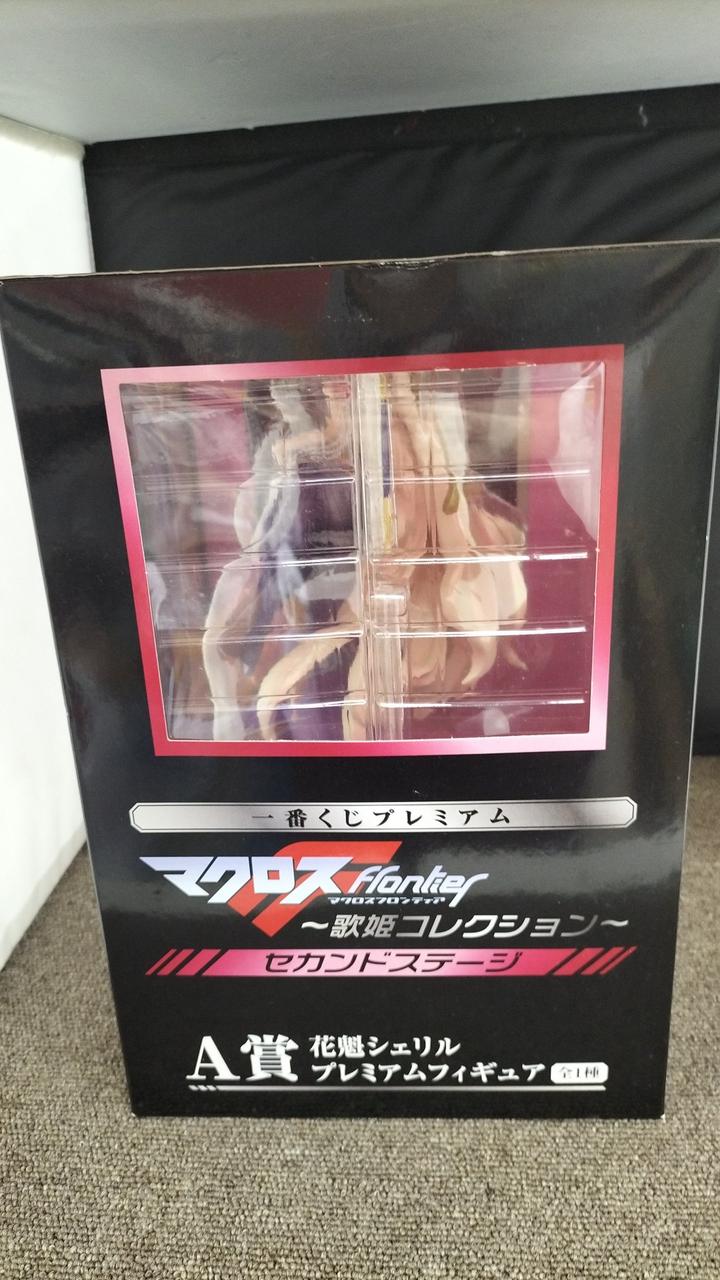 一番くじプレミアム
マクロスFrontier
マクロスフロンティア
～歌姫コレクション～
セカンドステージ
A賞 花魁シェリル
プレミアムフィギュア 全1種